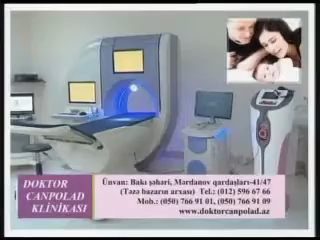 DOKTOR
CANPOLAD
KLİNİKASI
Ünvan: Bakı şəhəri, Mərdanov qardaşları-41/47
(Təzə bazarın arxası) Tel.: (012) 596 67 66
Mob.: (050) 766 91 01, (050) 766 91 09
www.doktorcanpolad.az